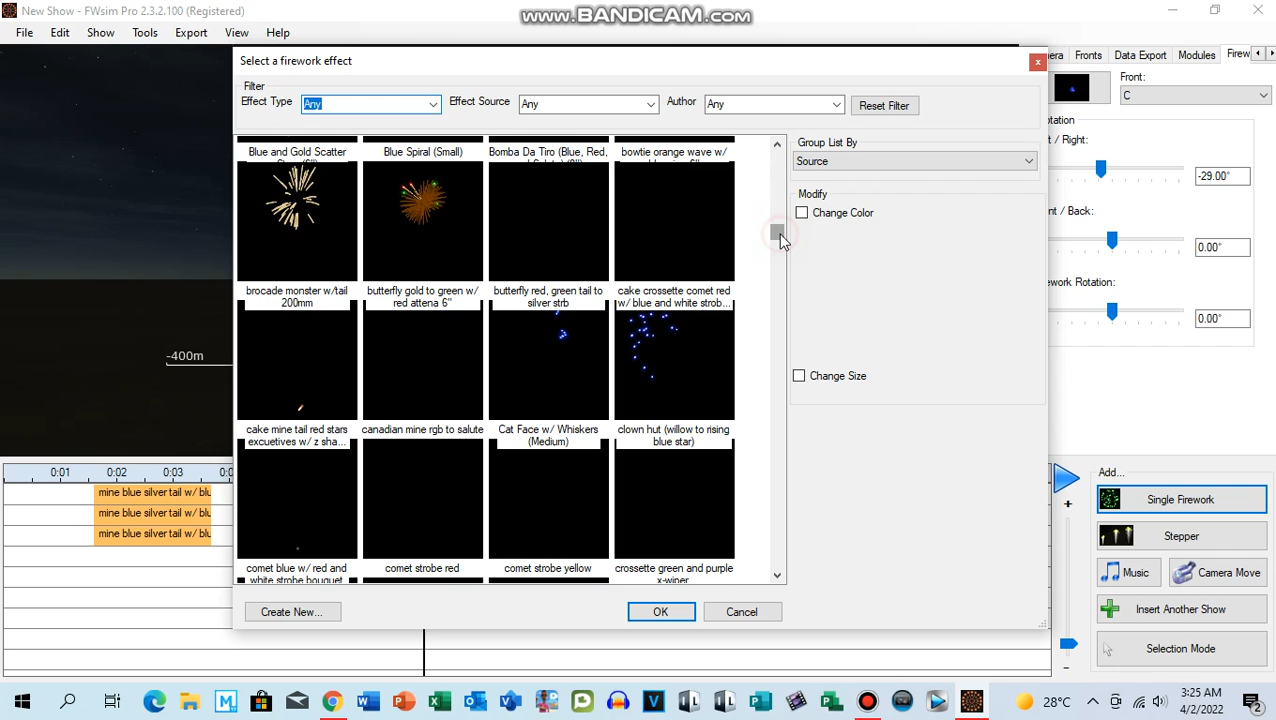 New Show - FWsim Pro 2.3.2.100 (Registered)
www.BANDICAM.com
File Edit Show Tools Export View Help
Select a firework effect
Filter
Effect Type Any Effect Source Any Author Any Reset Filter
Fronts Data Export Modules
Front:
C
Group List By
Source
Modify
Change Color
Change Size
-29.00°
0.00°
0.00°
Blue and Gold Scatter
Blue Spiral (Small)
Bomba Da Tiro (Blue, Red,
bowtie orange wave w/
brocade monster w/tail
200mm
butterfly gold to green w/
red attena 6"
butterfly red, green tail to
silver strb
cake crossette comet red
w/ blue and white strob...
cake mine tail red stars
excuetives w/ z sha...
canadian mine rgb to salute
Cat Face w/ Whiskers
(Medium)
clown hut (willow to rising
blue star)
comet blue w/ red and
white strobe bouquet
comet strobe red
comet strobe yellow
crossette green and purple
x-winer
-400m
0:01 0:02 0:03
mine blue silver tail w/ blu
mine blue silver tail w/ blu
mine blue silver tail w/ blu
Create New...
OK
Cancel
Add...
Single Firework
Stepper
Music
Camera Move
Insert Another Show
Selection Mode
28°C
3:25 AM
4/2/2022
2